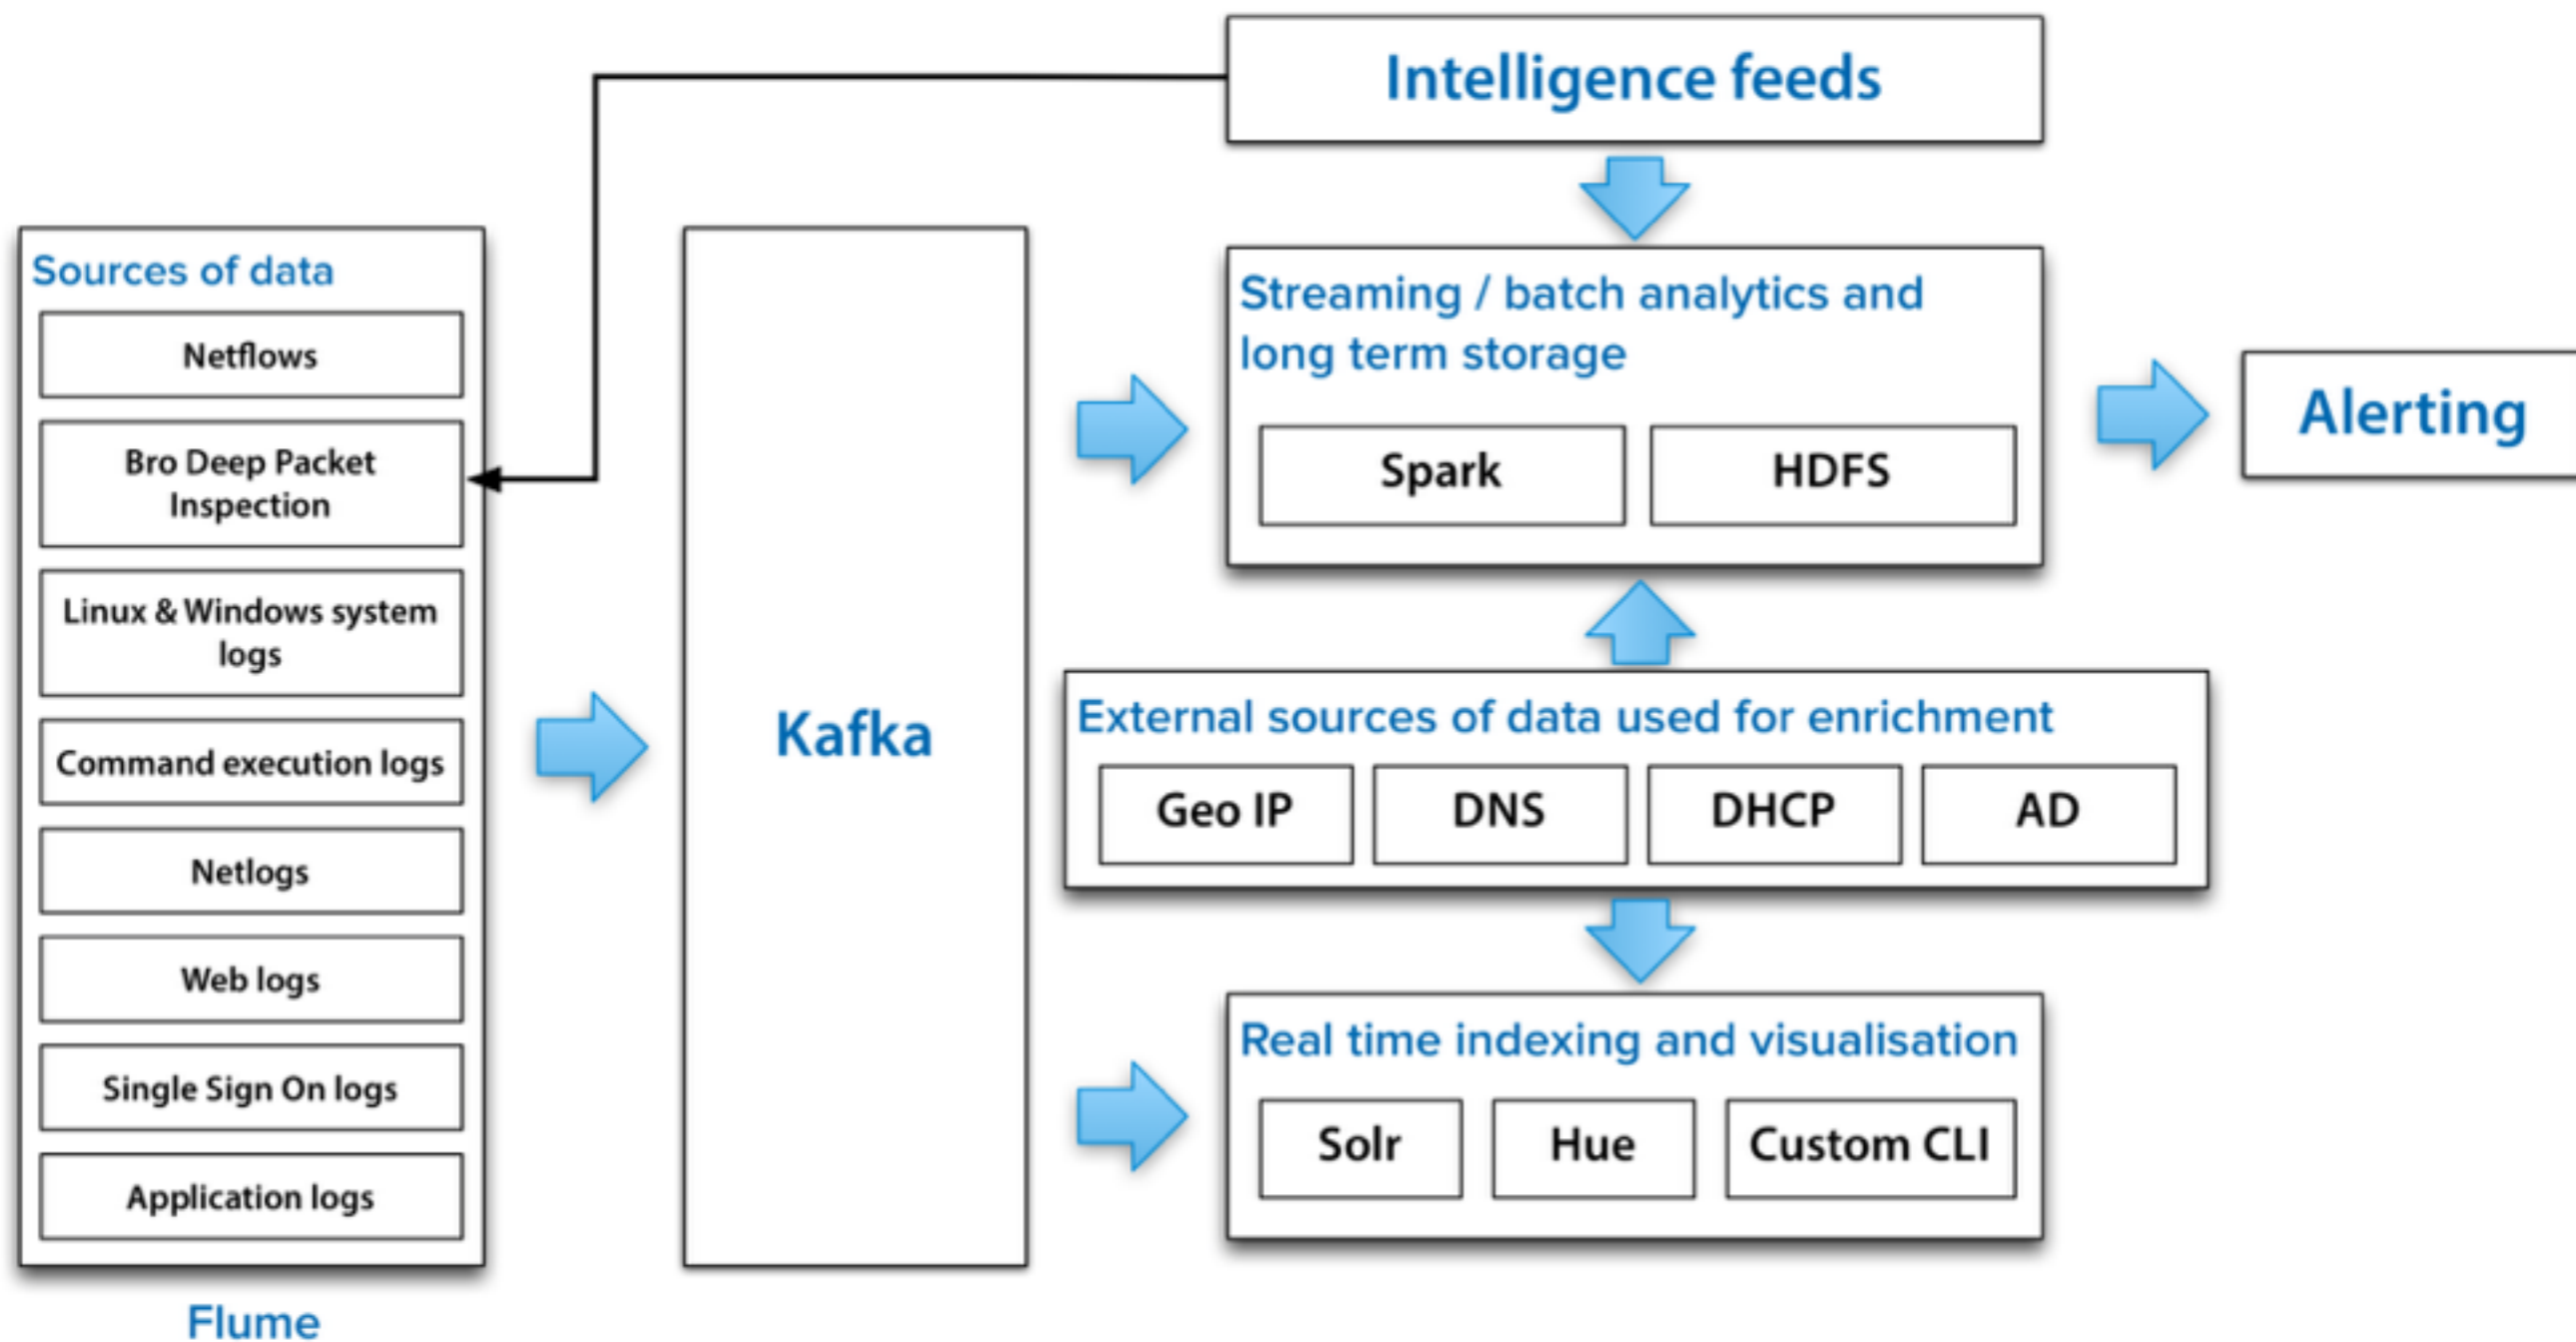 Intelligence feeds
Sources of data
Netflows
Bro Deep Packet
Inspection
Linux & Windows system
logs
Command execution logs
Netlogs
Web logs
Single Sign On logs
Application logs
Flume
Kafka
Streaming / batch analytics and
long term storage
Spark
HDFS
Alerting
External sources of data used for enrichment
Geo IP
DNS
DHCP
AD
Real time indexing and visualisation
Solr
Hue
Custom CLI